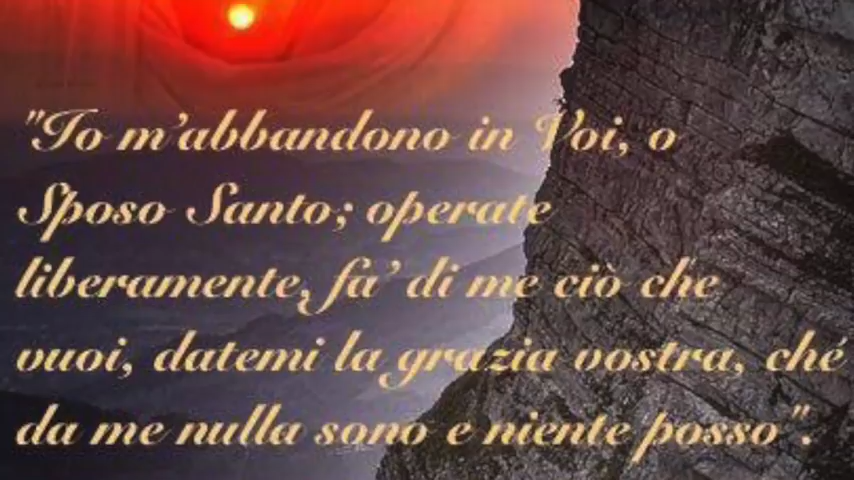 "Io m'abbandono in Voi, o
Sposo Santo; operate
liberamente, fa' di me ciò che
vuoi, datemi la grazia vostra, ché
da me nulla sono e niente posso".